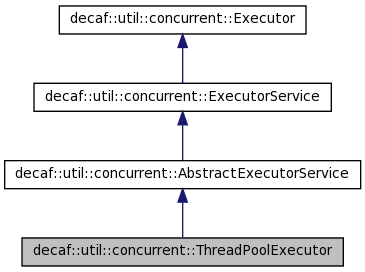 decaf::util::concurrent::Executor
decaf::util::concurrent::ExecutorService
decaf::util::concurrent::AbstractExecutorService
decaf::util::concurrent::ThreadPoolExecutor